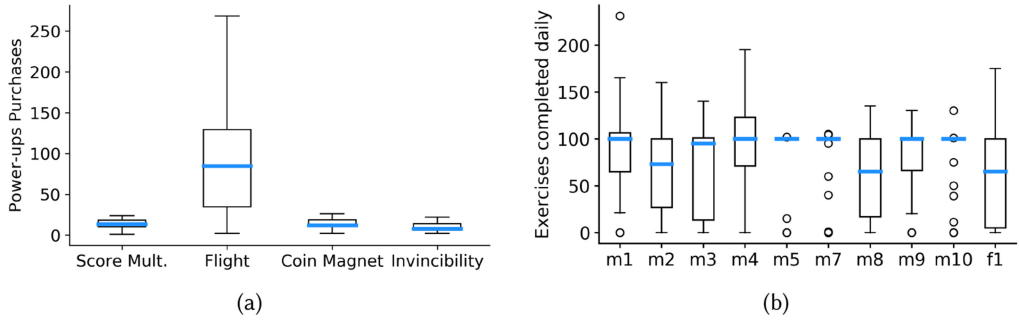 Power-ups Purchases
250
200
150
100
50
0
Score Mult. Flight Coin Magnet Invincibility
(a)
Exercises completed daily
200
150
100
50
0
m1 m2 m3 m4 m5 m7 m8 m9 m10 f1
(b)